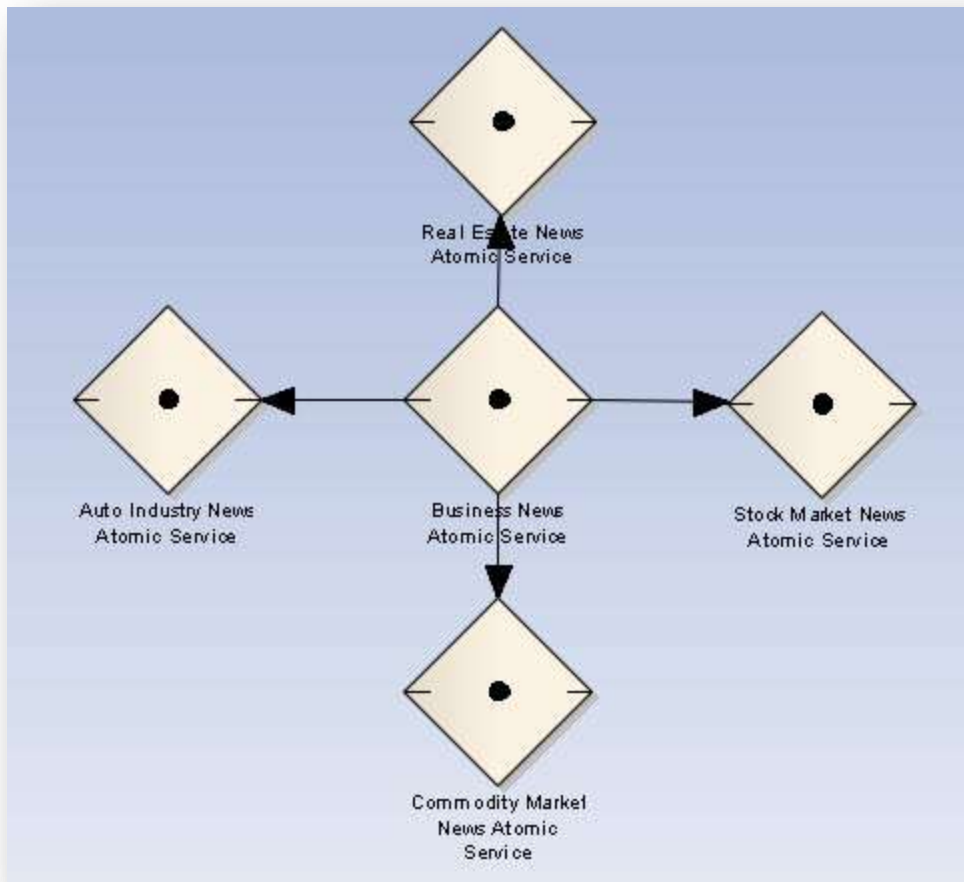 Real Estate News
Atomic Service
Auto Industry News
Atomic Service
Business News
Atomic Service
Stock Market News
Atomic Service
Commodity Market
News Atomic
Service